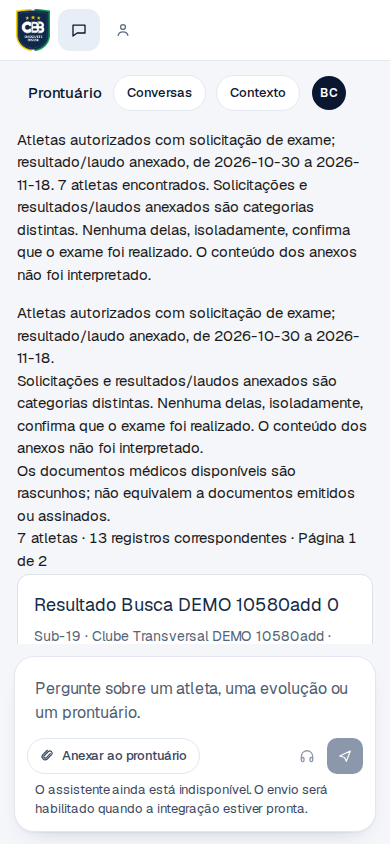 CBB
Prontuário
Conversas
Contexto
BC
Atletas autorizados com solicitação de exame;
resultado/laudo anexado, de 2026-10-30 a 2026-
11-18. 7 atletas encontrados. Solicitações e
resultados/laudos anexados são categorias
distintas. Nenhuma delas, isoladamente, confirma
que o exame foi realizado. O conteúdo dos anexos
não foi interpretado.
Atletas autorizados com solicitação de exame;
resultado/laudo anexado, de 2026-10-30 a 2026-
11-18.
Solicitações e resultados/laudos anexados são
categorias distintas. Nenhuma delas, isoladamente,
confirma que o exame foi realizado. O conteúdo dos
anexos não foi interpretado.
Os documentos médicos disponíveis são
rascunhos; não equivalem a documentos emitidos
ou assinados.
7 atletas · 13 registros correspondentes · Página 1
de 2
Resultado Busca DEMO 10580add 0
Sub-19 · Clube Transversal DEMO 10580add ·
Pergunte sobre um atleta, uma evolução ou
um prontuário.
Anexar ao prontuário
O assistente ainda está indisponível. O envio será
habilitado quando a integração estiver pronta.